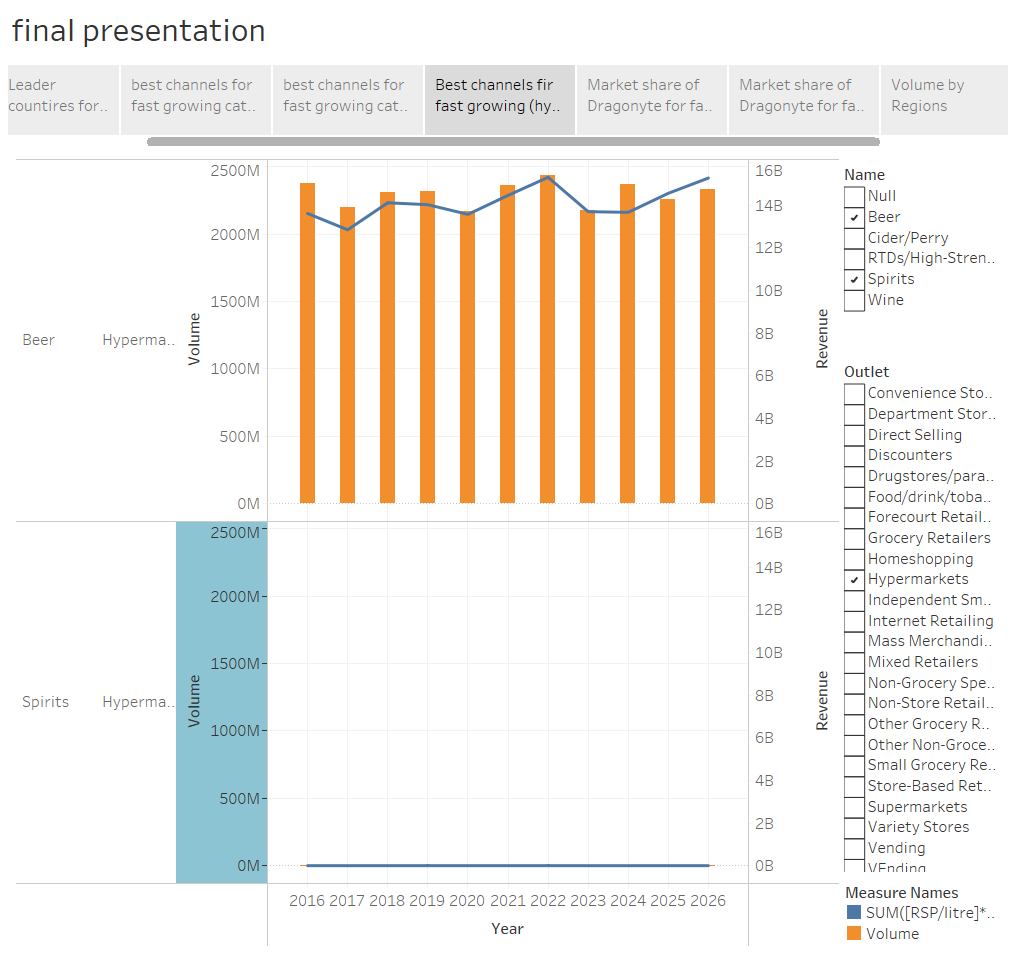 final presentation
Leader
countires for..
best channels for
fast growing cat..
best channels for
fast growing cat..
Best channels fir
fast growing (hy..
Market share of
Dragonyte for fa..
Market share of
Dragonyte for fa..
Volume by
Regions
Beer
Hyperma..
Volume
2500M
2000M
1500M
1000M
500M
0M
16B
14B
12B
10B
8B
6B
4B
2B
0B
Revenue
Spirits
Hyperma..
Volume
2500M
2000M
1500M
1000M
500M
0M
16B
14B
12B
10B
8B
6B
4B
2B
0B
Revenue
2016 2017 2018 2019 2020 2021 2022 2023 2024 2025 2026
Year
Name
Null
Beer
Cider/Perry
RTDs/High-Stren..
Spirits
Wine
Outlet
Convenience Sto..
Department Stor..
Direct Selling
Discounters
Drugstores/para..
Food/drink/toba..
Forecourt Retail..
Grocery Retailers
Homeshopping
Hypermarkets
Independent Sm..
Internet Retailing
Mass Merchandi..
Mixed Retailers
Non-Grocery Spe..
Non-Store Retail..
Other Grocery R..
Other Non-Groce..
Small Grocery Re..
Store-Based Ret..
Supermarkets
Variety Stores
Vending
VEnding
Measure Names
SUM([RSP/litre]*..
Volume